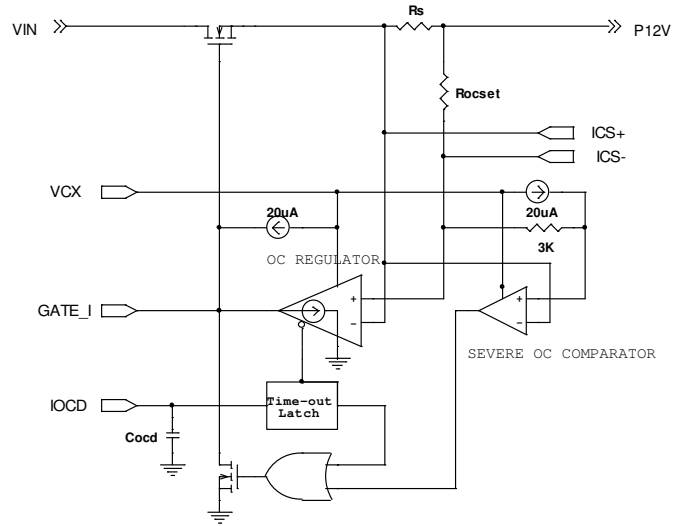 Rs
VIN
P12V
Rocset
ICS+
ICS-
VCX
20uA
20uA
3K
OC REGULATOR
+
-
+
-
GATE_I
SEVERE OC COMPARATOR
IOCD
Time-out
Latch
Cocd